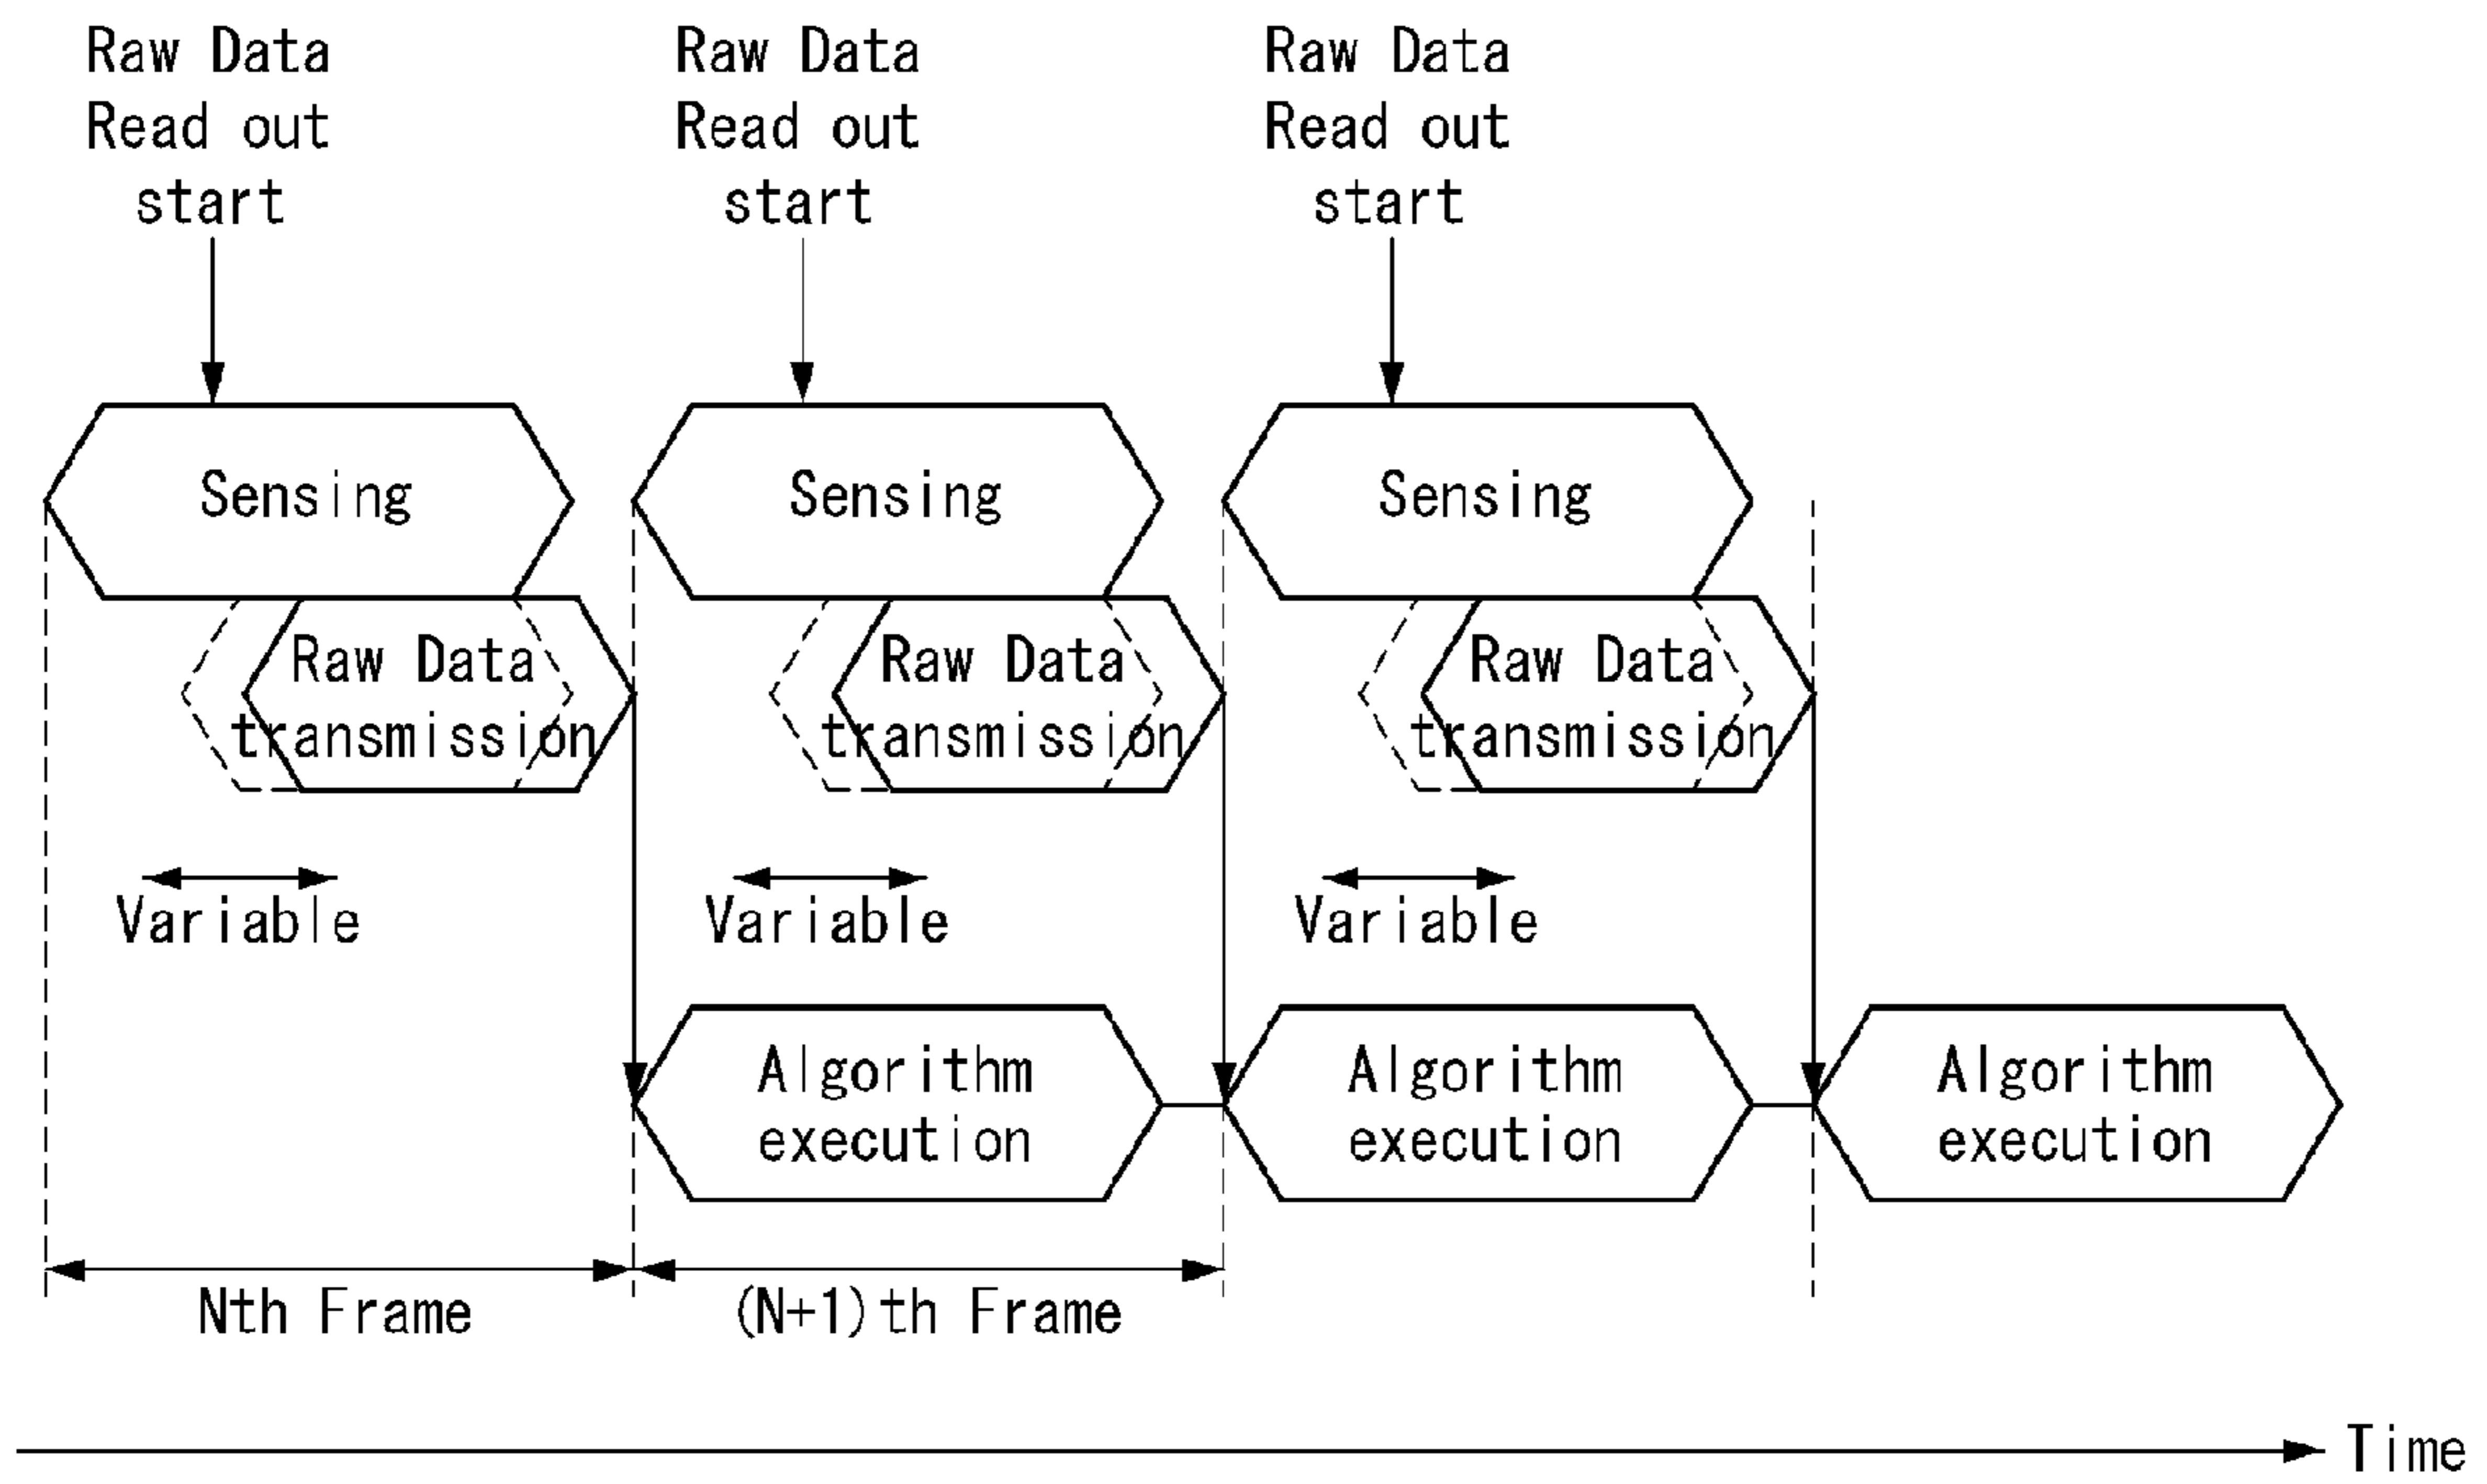 Raw Data
Read out
start
Raw Data
Read out
start
Raw Data
Read out
start
Sensing
Sensing
Sensing
Raw Data
transmission
Raw Data
transmission
Raw Data
transmission
Variable
Variable
Variable
Algorithm
execution
Algorithm
execution
Algorithm
execution
Nth Frame
(N+1)th Frame
Time